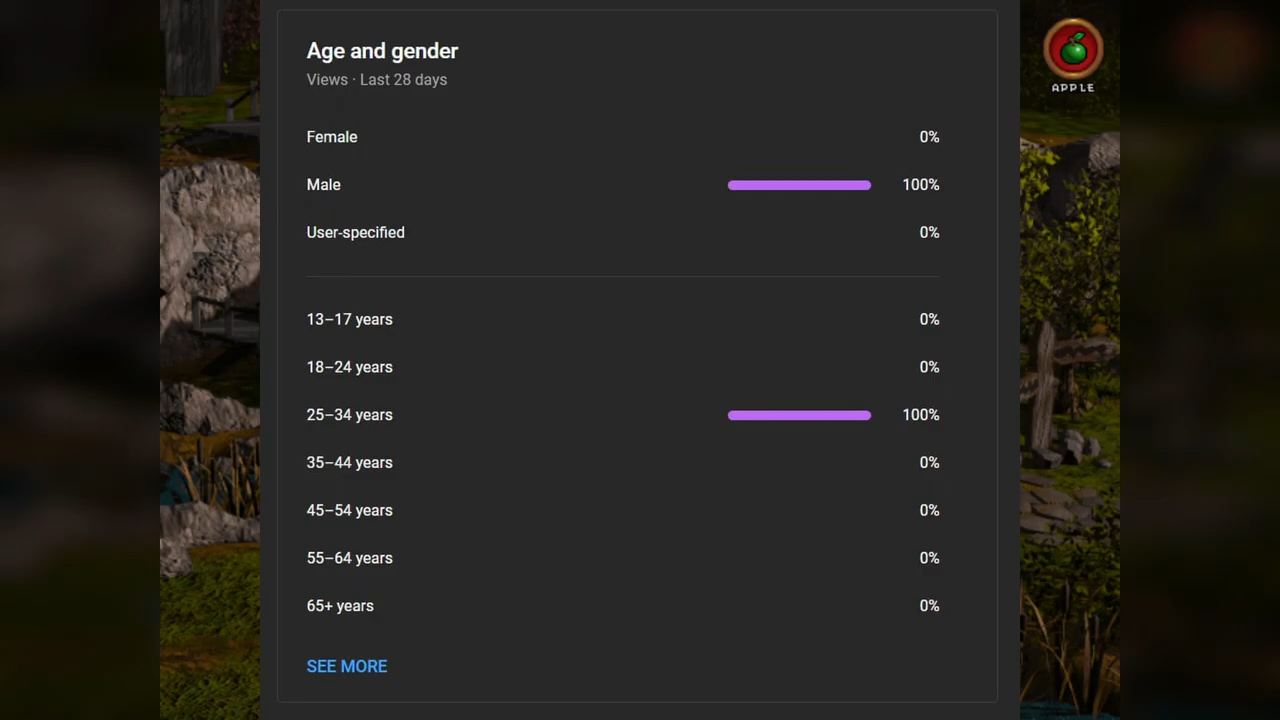 Age and gender
Views · Last 28 days
Female 0%
Male 100%
User-specified 0%
13–17 years 0%
18–24 years 0%
25–34 years 100%
35–44 years 0%
45–54 years 0%
55–64 years 0%
65+ years 0%
SEE MORE
APPLE